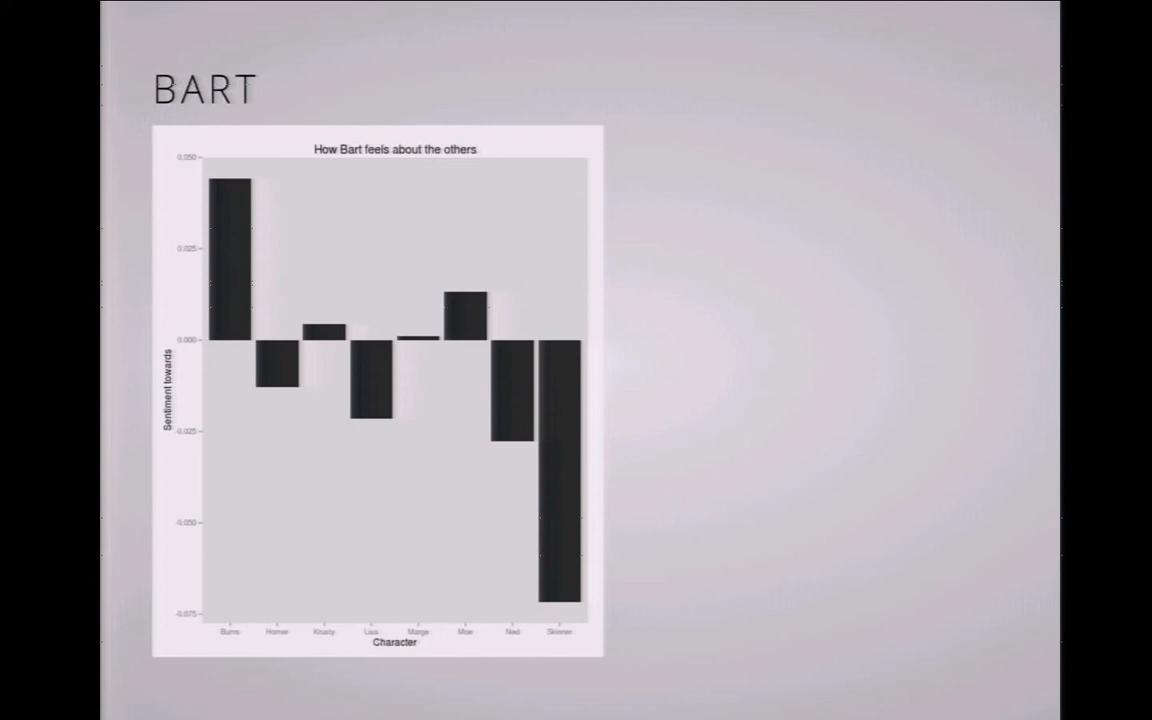 BART
How Bart feels about the others
0.050
0.025
0.000
-0.025
-0.050
-0.075
Sentiment towards
Burns Homer Krusty Lisa Marge Moe Ned Skinner
Character